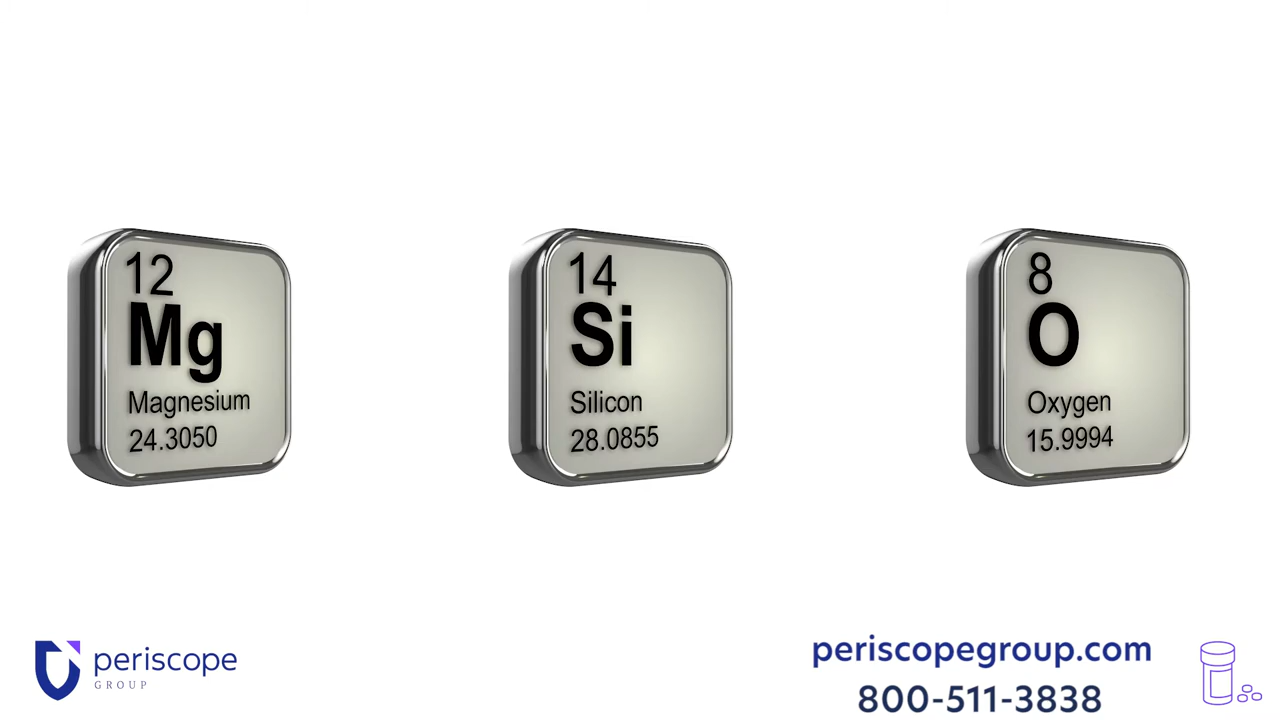 12
Mg
Magnesium
24.3050
14
Si
Silicon
28.0855
8
O
Oxygen
15.9994
periscope
GROUP
periscopegroup.com
800-511-3838